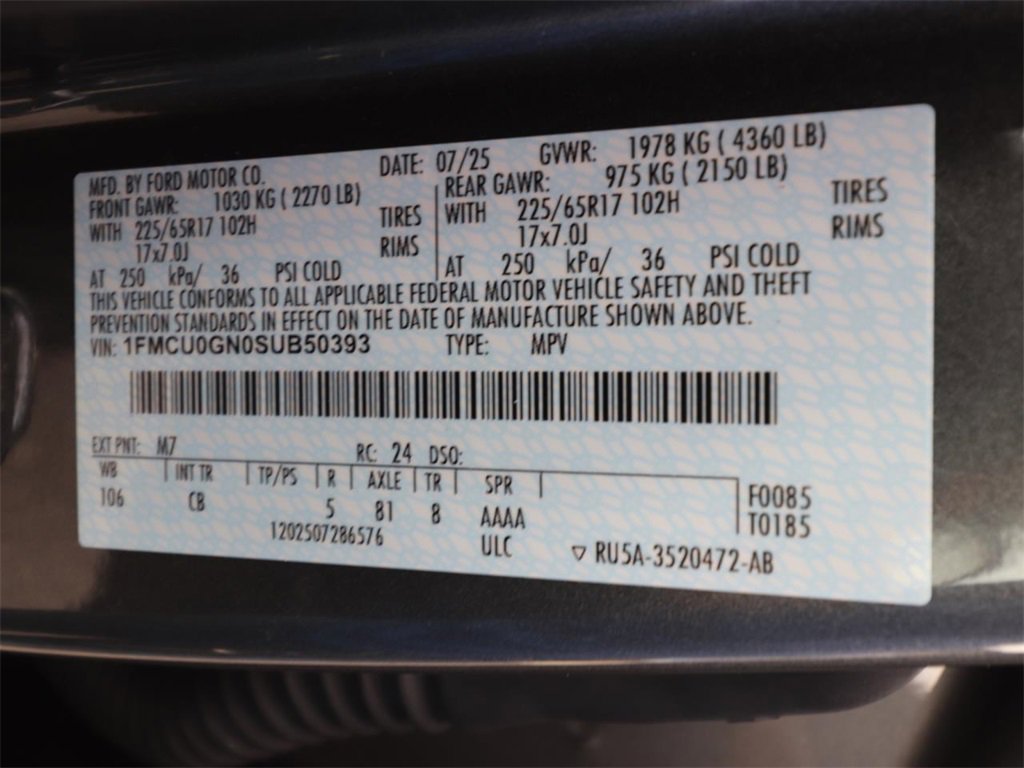 MFD. BY FORD MOTOR CO. DATE: 07/25 GVWR: 1978 KG ( 4360 LB)
FRONT GAWR: 1030 KG ( 2270 LB) REAR GAWR: 975 KG ( 2150 LB)
WITH 225/65R17 102H TIRES WITH 225/65R17 102H TIRES
17x7.0J RIMS 17x7.0J RIMS
AT 250 kPa/ 36 PSI COLD AT 250 kPa/ 36 PSI COLD
THIS VEHICLE CONFORMS TO ALL APPLICABLE FEDERAL MOTOR VEHICLE SAFETY AND THEFT
PREVENTION STANDARDS IN EFFECT ON THE DATE OF MANUFACTURE SHOWN ABOVE.
VIN: 1FMCU0GN0SUB50393 TYPE: MPV
EXT PNT: M7 RC: 24 DSO:
WB INT TR TP/PS R AXLE TR SPR
106 CB 5 81 8 AAAA F0085
1202507286576 ULC T0185
▽ RU5A-3520472-AB